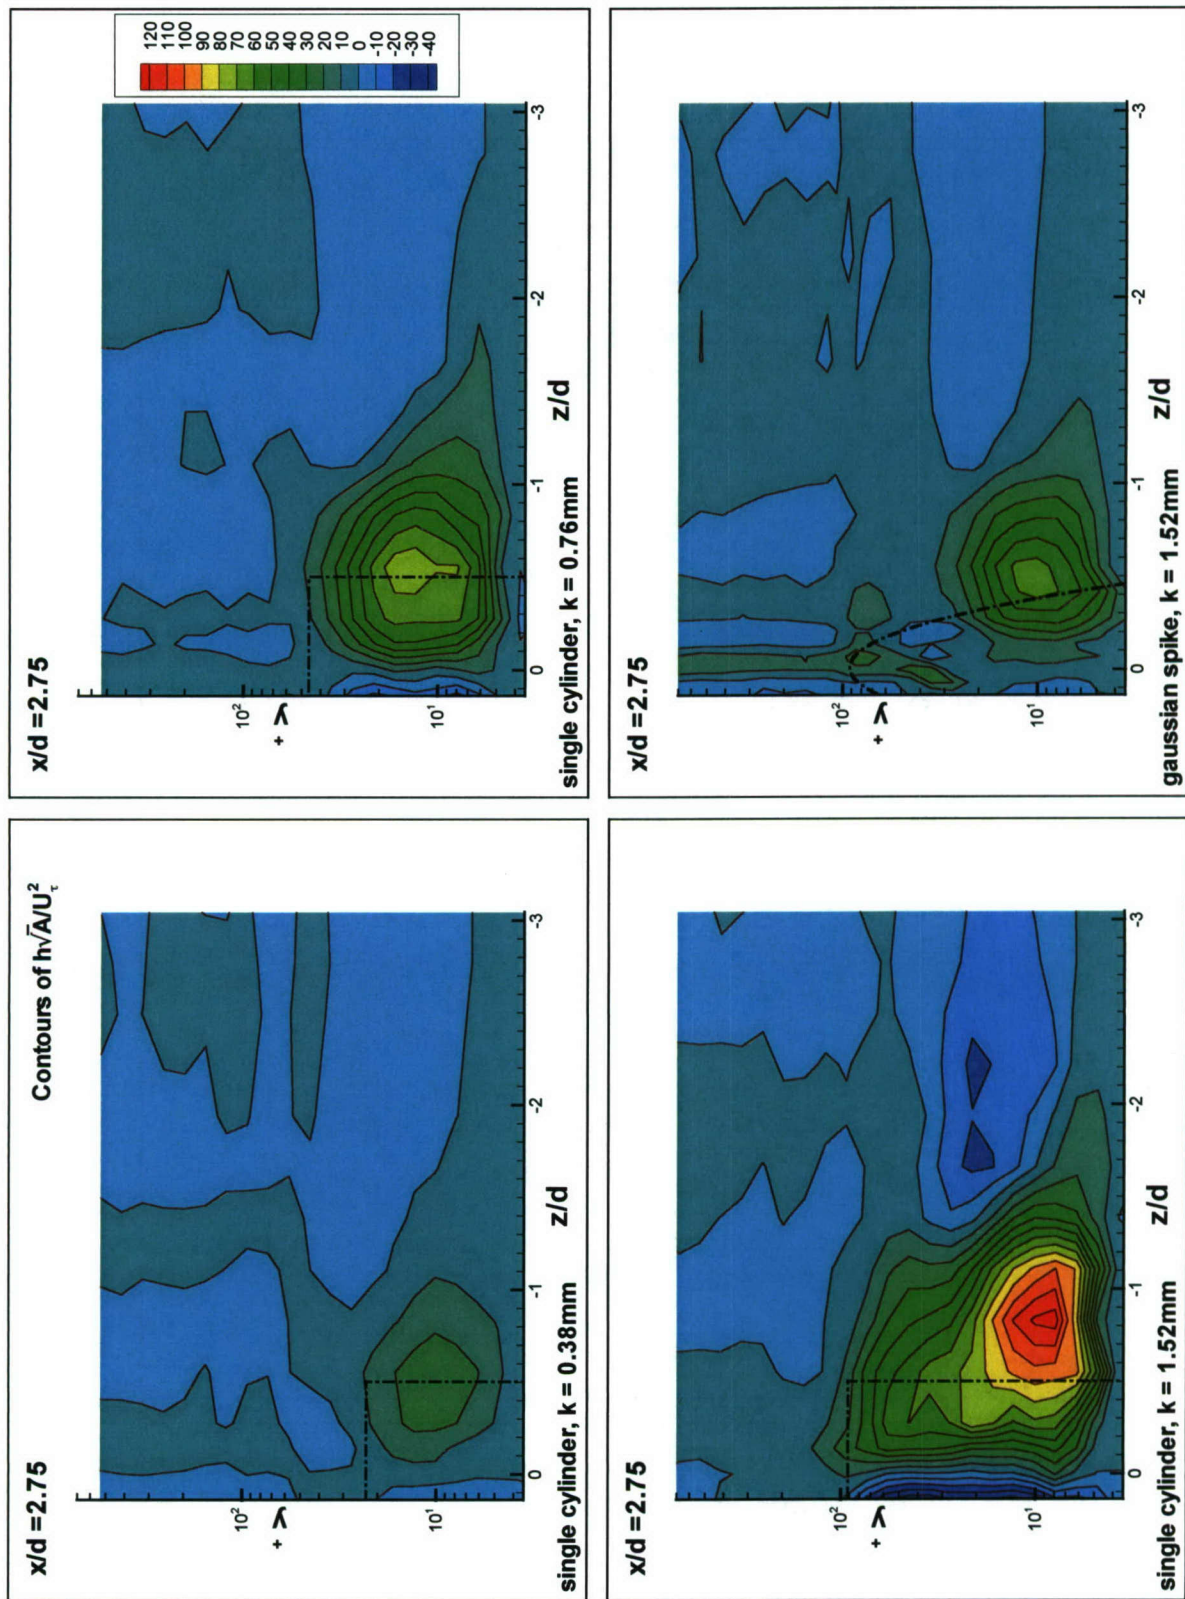 Contours of h√A/U²τ
x/d =2.75
10²
+
y
10¹
0
-1
-2
-3
z/d
single cylinder, k = 0.38mm
x/d =2.75
120
110
100
90
80
70
60
50
40
30
20
10
0
-10
-20
-30
-40
10²
+
y
10¹
0
-1
-2
-3
z/d
single cylinder, k = 0.76mm
x/d =2.75
10²
+
y
10¹
0
-1
-2
-3
z/d
single cylinder, k = 1.52mm
x/d =2.75
10²
+
y
10¹
0
-1
-2
-3
z/d
gaussian spike, k = 1.52mm